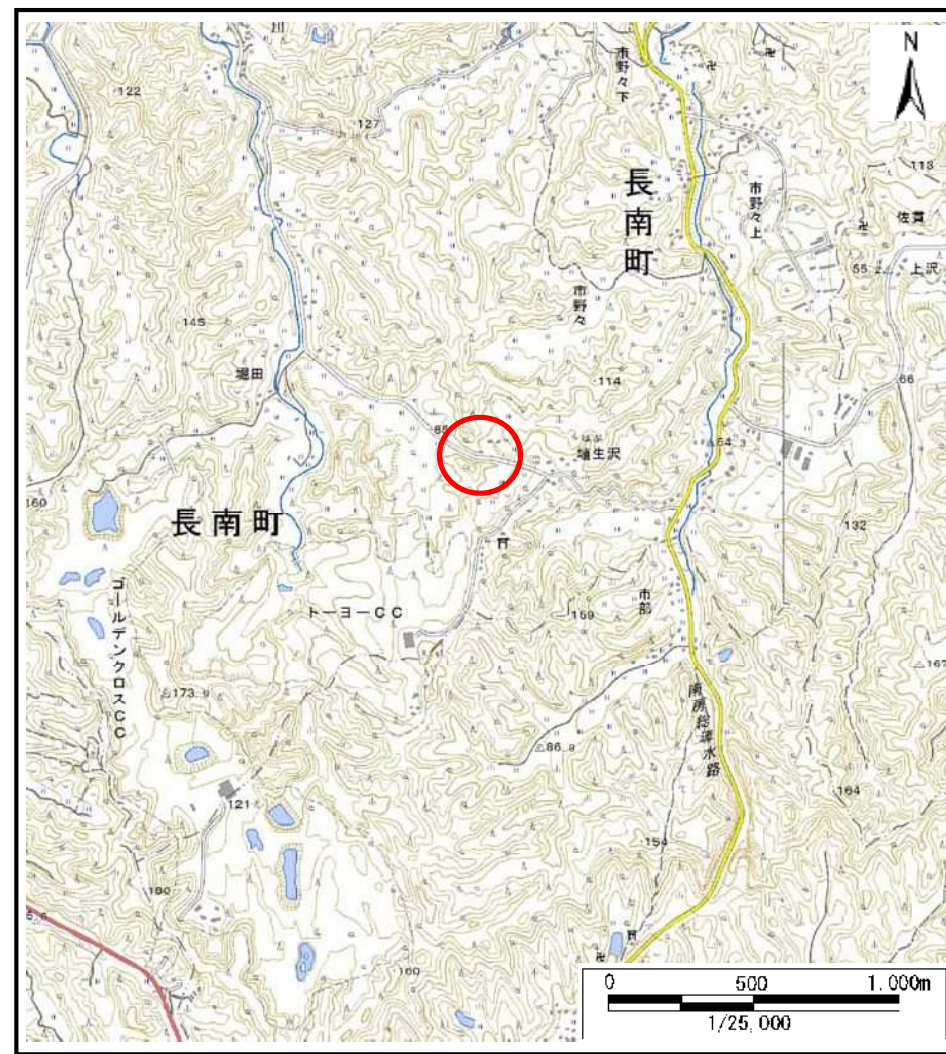 N
122
127
市野々下
長南町
市野々上
113
佐貫
上沢
55.2
145
堀田
市野々
114
66
85
はぶ
埴生沢
54.3
160
長南町
132
トーヨーCC
市部
159
ゴールデンクロスCC
173.9
167
南房総導水路
86.9
121
164
154
190
160
0 500 1,000m
1/25,000